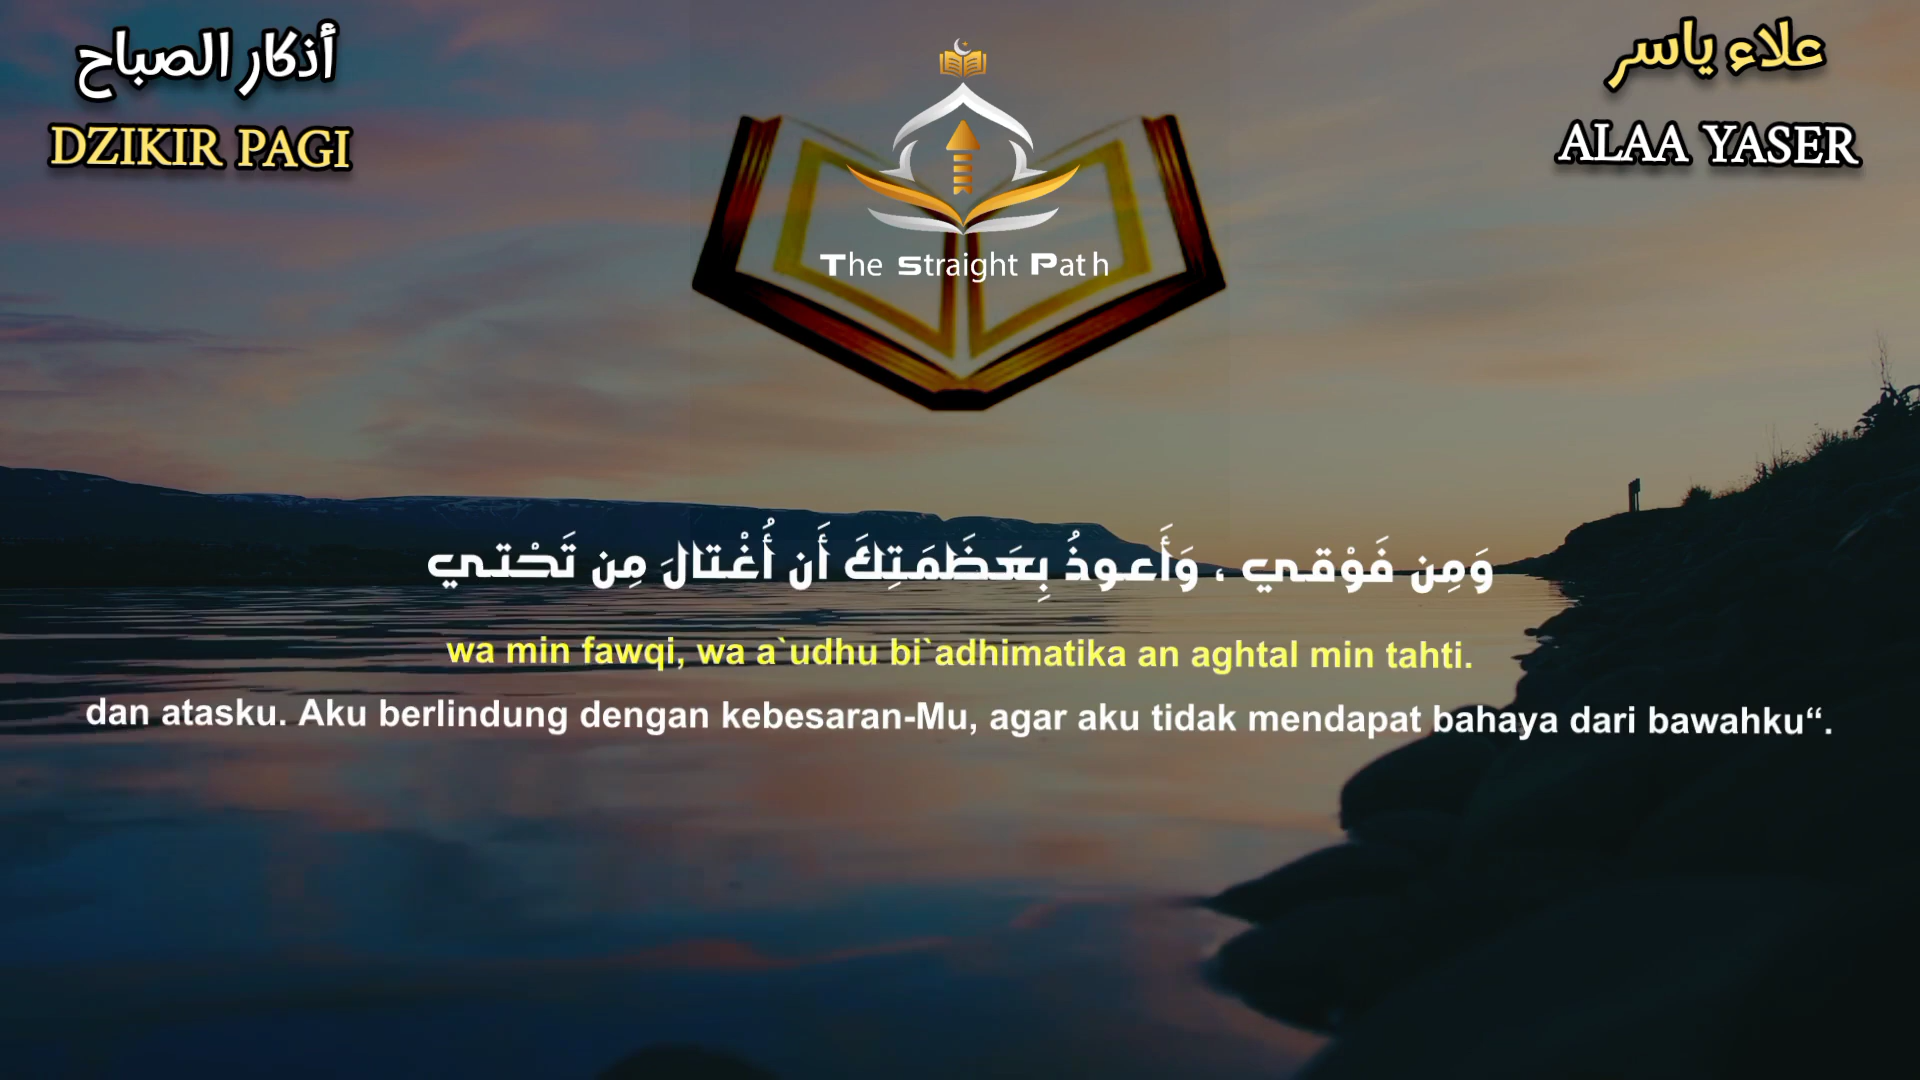 أذكار الصباح
DZIKIR PAGI
علاء ياسر
ALAA YASER
The Straight Path
وَمِن فَوْقي ، وَأَعوذُ بِعَظَمَتِكَ أَن أُغْتالَ مِن تَحْتي
wa min fawqi, wa a`udhu bi`adhimatika an aghtal min tahti.
dan atasku. Aku berlindung dengan kebesaran-Mu, agar aku tidak mendapat bahaya dari bawahku“.